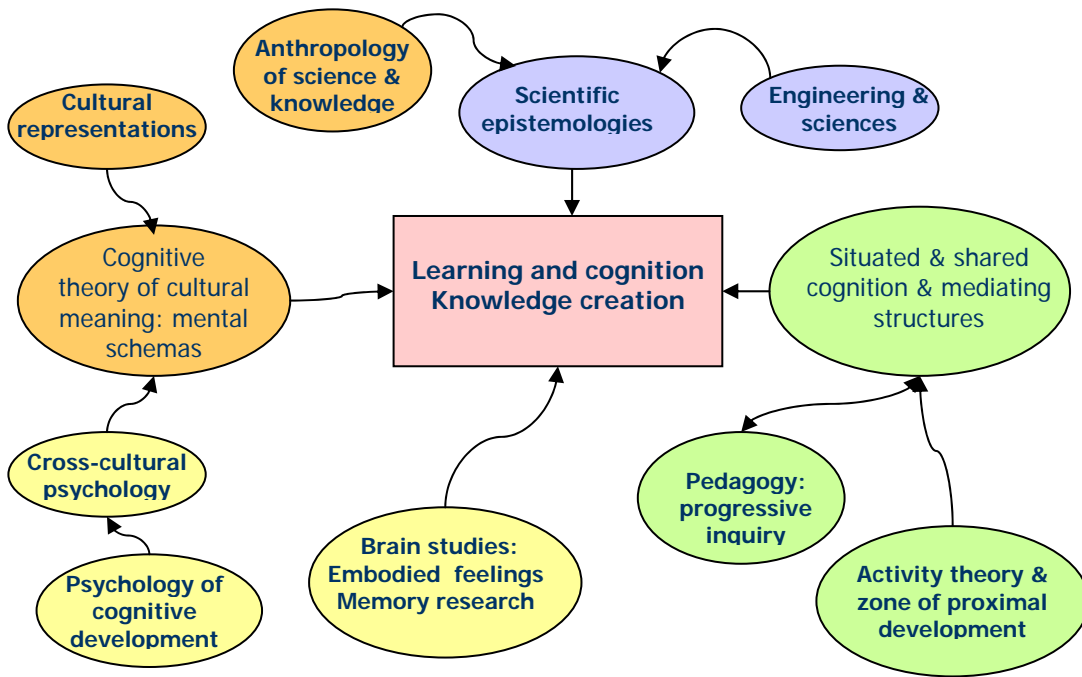 Anthropology
of science &
knowledge
Scientific
epistemologies
Engineering &
sciences
Cultural
representations
Cognitive
theory of cultural
meaning: mental
schemas
Learning and cognition
Knowledge creation
Situated & shared
cognition & mediating
structures
Cross-cultural
psychology
Psychology of
cognitive
development
Brain studies:
Embodied feelings
Memory research
Pedagogy:
progressive
inquiry
Activity theory &
zone of proximal
development